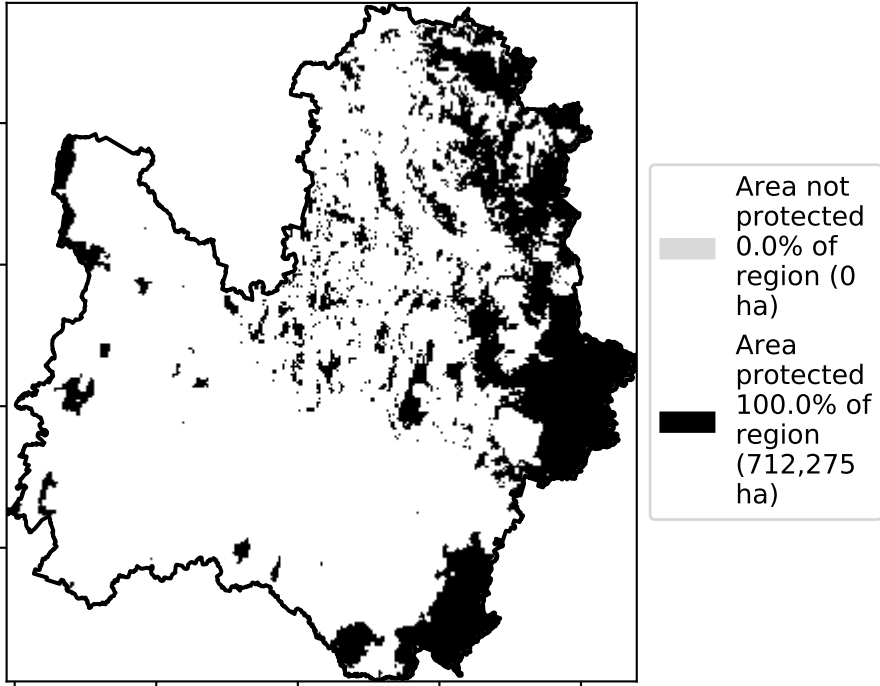 Area not
protected
0.0% of
region (0
ha)
Area
protected
100.0% of
region
(712,275
ha)